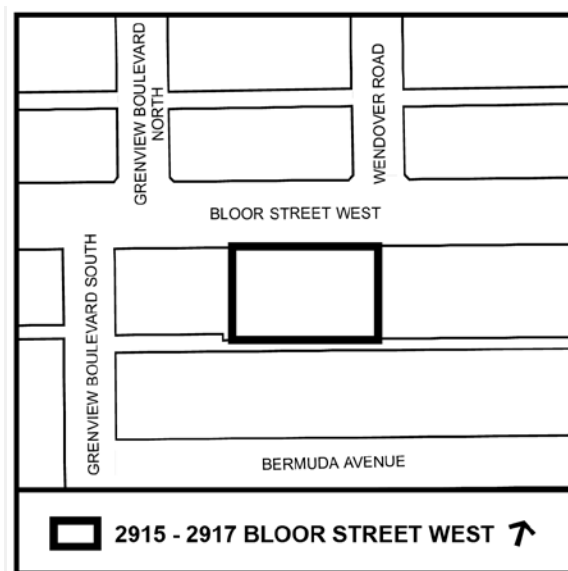 GRENVIEW BOULEVARD
NORTH
WENDOVER ROAD
BLOOR STREET WEST
GRENVIEW BOULEVARD SOUTH
BERMUDA AVENUE
2915 - 2917 BLOOR STREET WEST